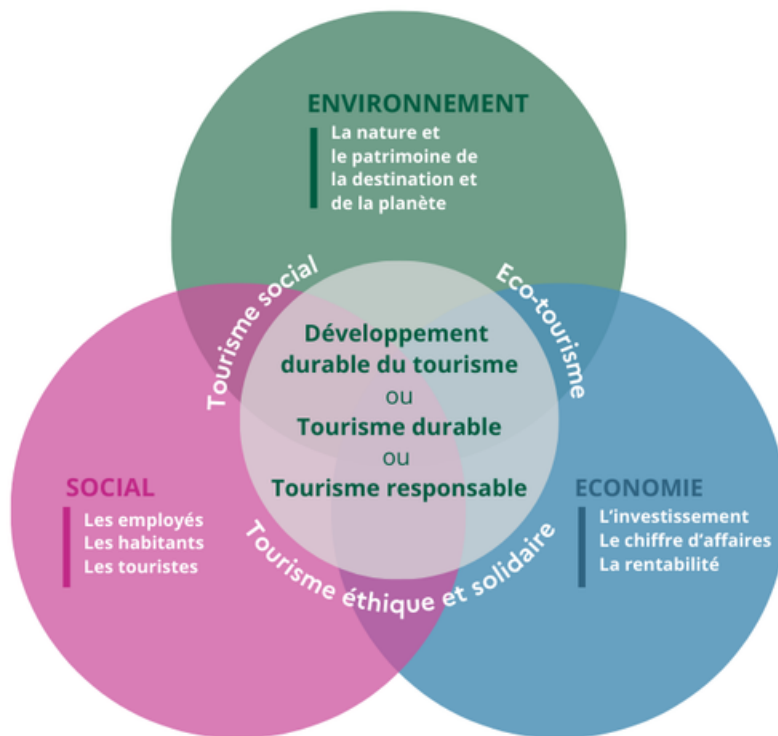 ENVIRONNEMENT
La nature et
le patrimoine de
la destination et
de la planète
Tourisme social
Eco-tourisme
Développement
durable du tourisme
ou
Tourisme durable
ou
Tourisme responsable
SOCIAL
Les employés
Les habitants
Les touristes
ECONOMIE
L'investissement
Le chiffre d'affaires
La rentabilité
Tourisme éthique et solidaire